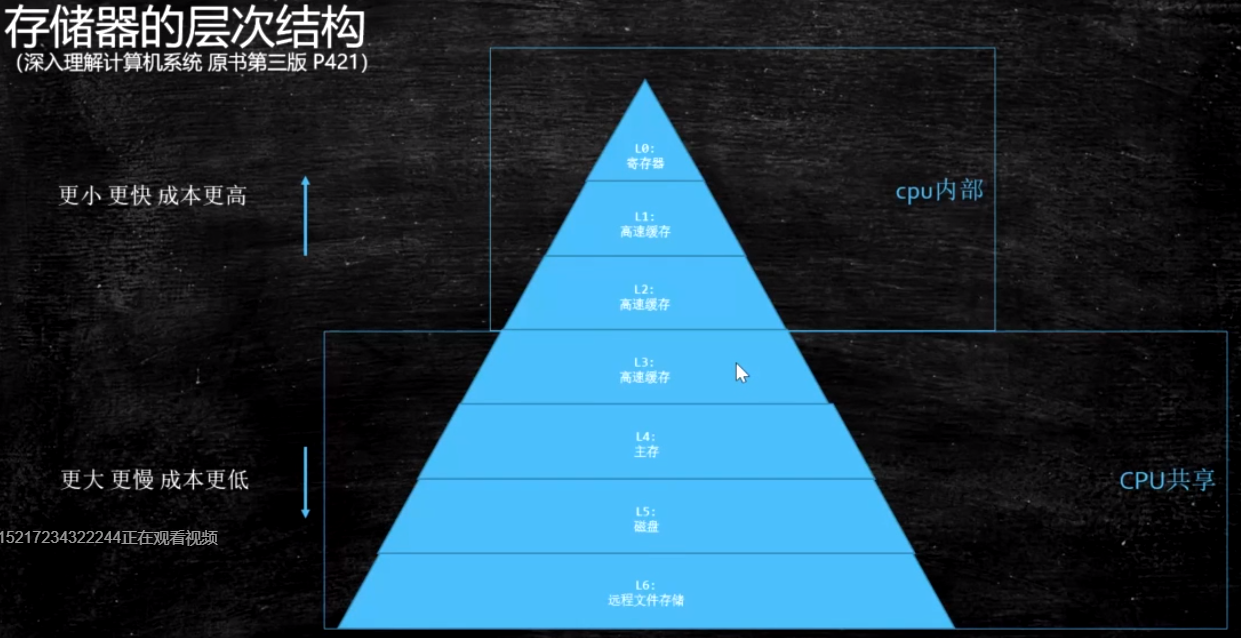 存储器的层次结构
(深入理解计算机系统 原书第三版 P421)
L0:
寄存器
更小 更快 成本更高
cpu内部
L1:
高速缓存
L2:
高速缓存
L3:
高速缓存
L4:
主存
更大 更慢 成本更低
CPU共享
L5:
磁盘
15217234322244正在观看视频
L6:
远程文件存储